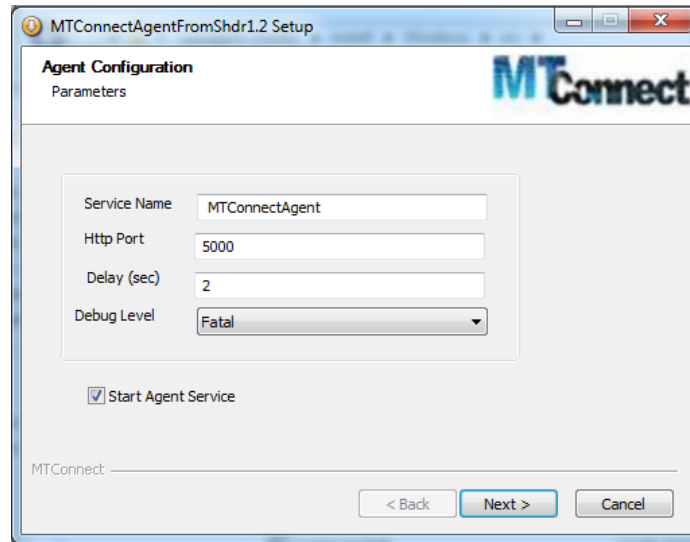 MTConnectAgentFromShdr1.2 Setup
Agent Configuration
Parameters
MTConnect
Service Name MTConnectAgent
Http Port 5000
Delay (sec) 2
Debug Level Fatal
Start Agent Service
MTConnect
< Back Next > Cancel